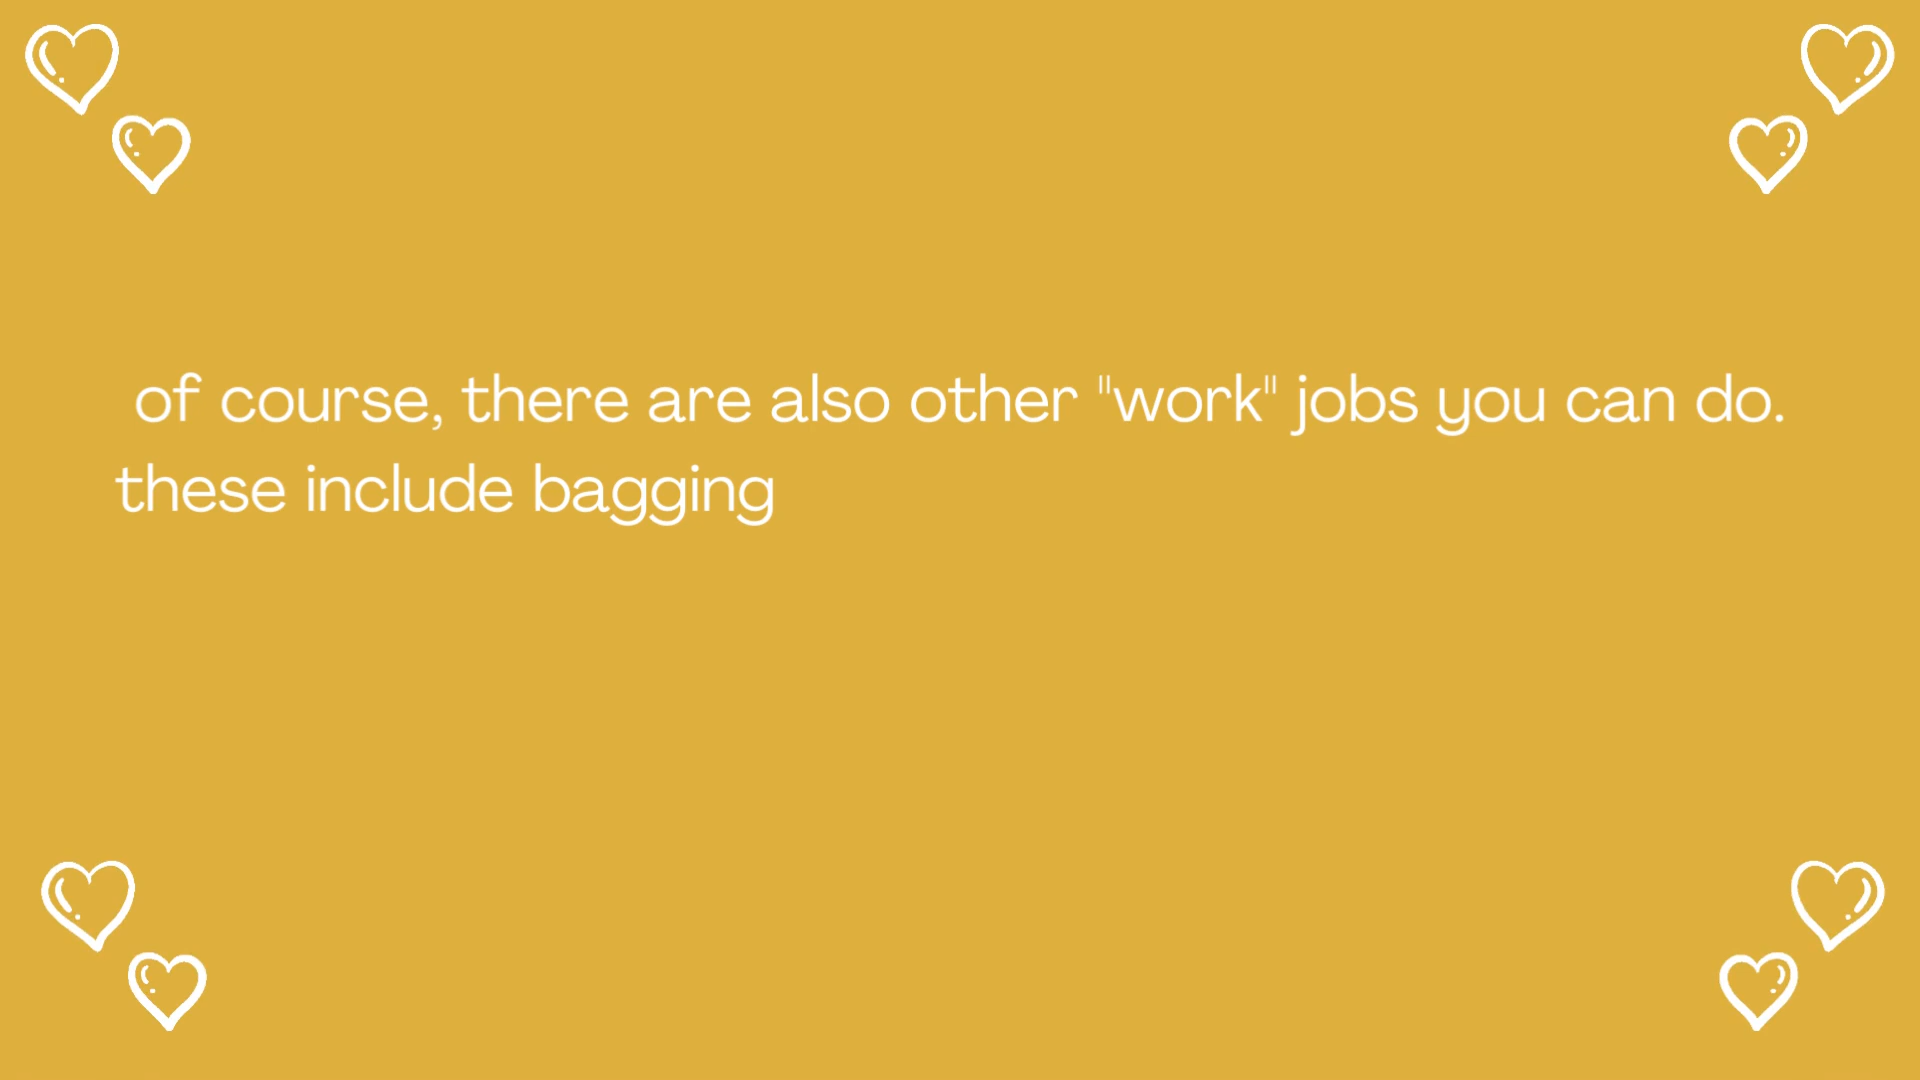 of course, there are also other "work" jobs you can do.
these include bagging